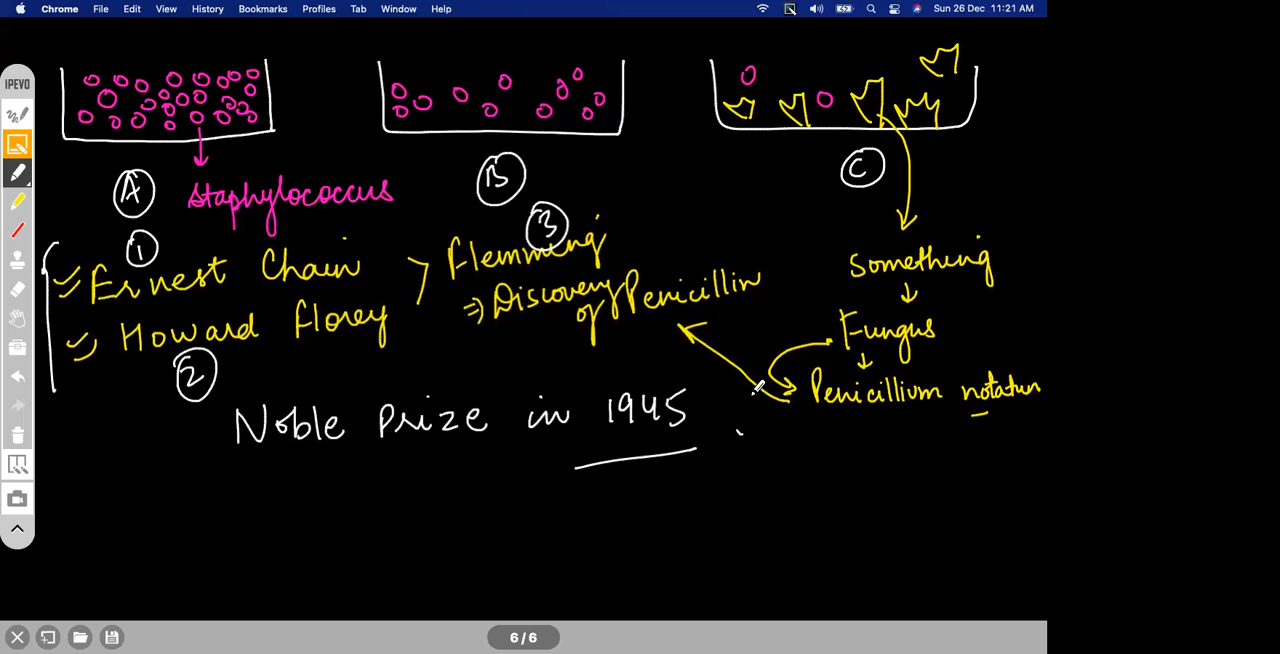 Chrome File Edit View History Bookmarks Profiles Tab Window Help Sun 26 Dec 11:21 AM
IPEVO
A
Staphylococcus
B
C
1
Ernest Chain
Howard Florey
2
3
Flemming
⇒ Discovery of Penicillin
Something
Fungus
Penicillium notatum
Noble Prize in 1945
6/6